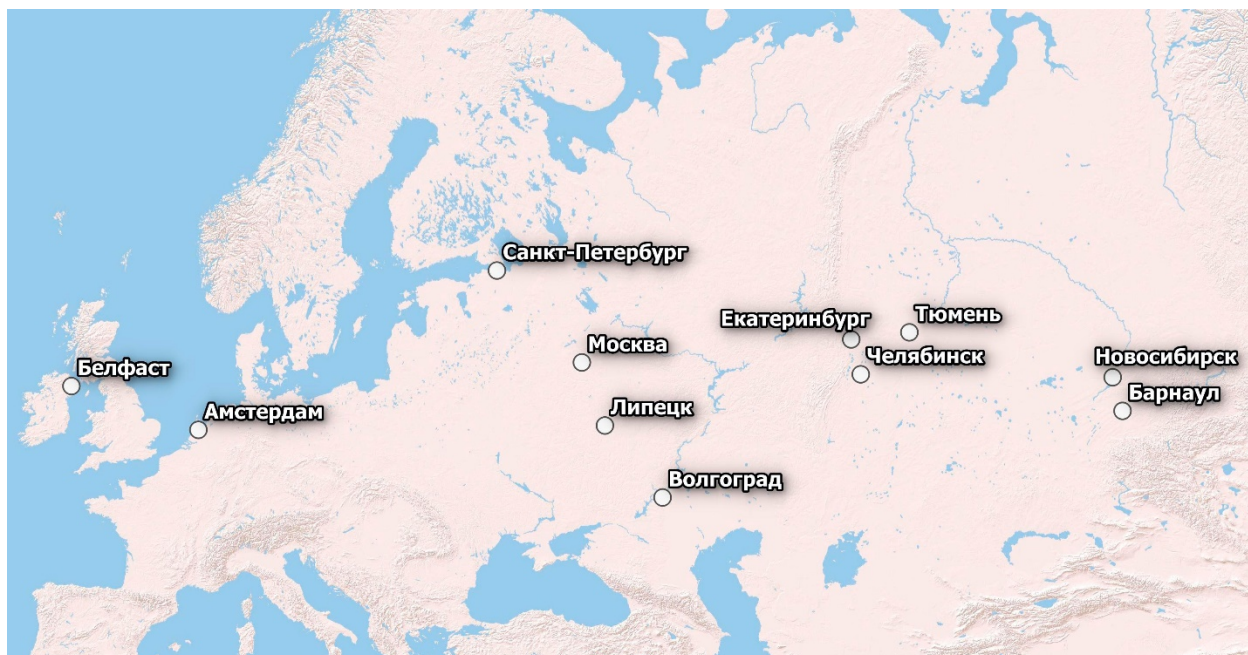 Санкт-Петербург
Екатеринбург
Тюмень
Москва
Челябинск
Новосибирск
Белфаст
Барнаул
Амстердам
Липецк
Волгоград